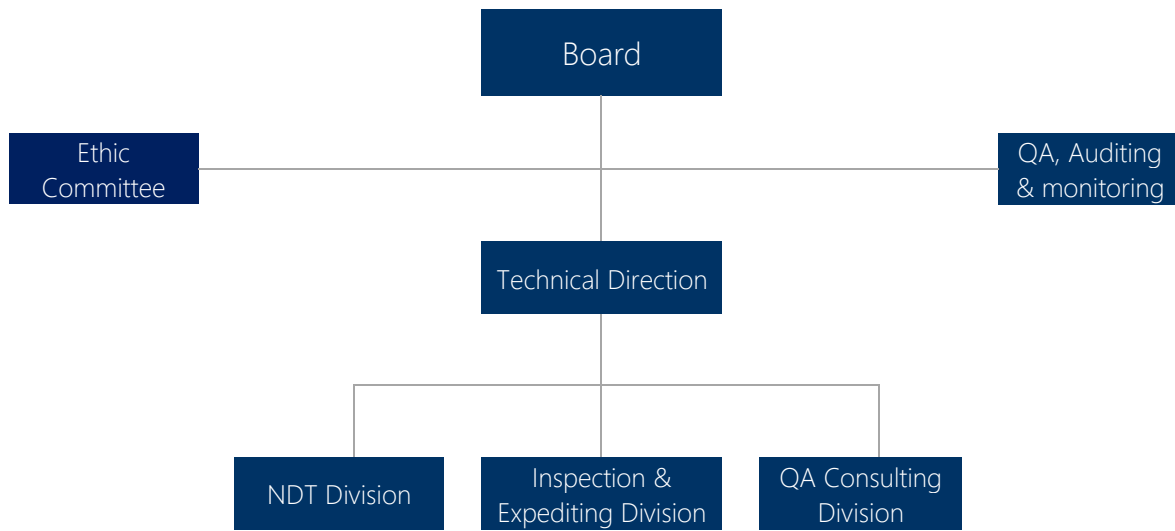 Board
Ethic
Committee
QA, Auditing
& monitoring
Technical Direction
NDT Division
Inspection &
Expediting Division
QA Consulting
Division